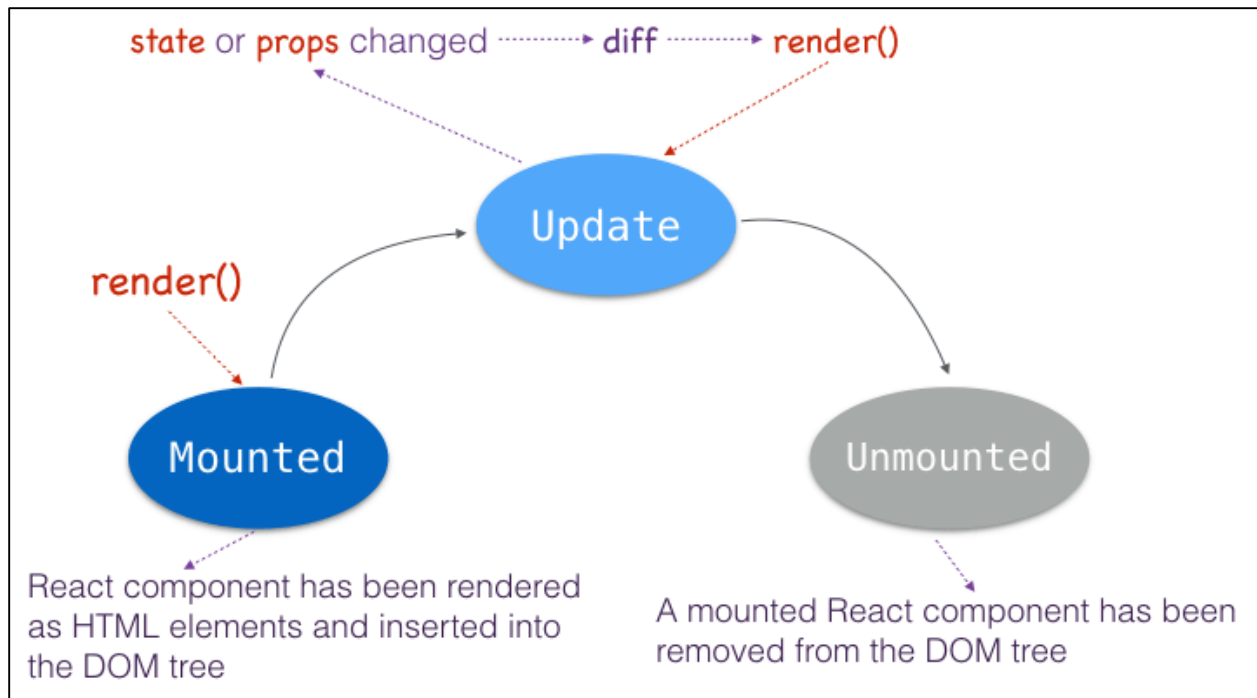 state or props changed diff render()
Update
render()
Mounted
Unmounted
React component has been rendered
as HTML elements and inserted into
the DOM tree
A mounted React component has been
removed from the DOM tree